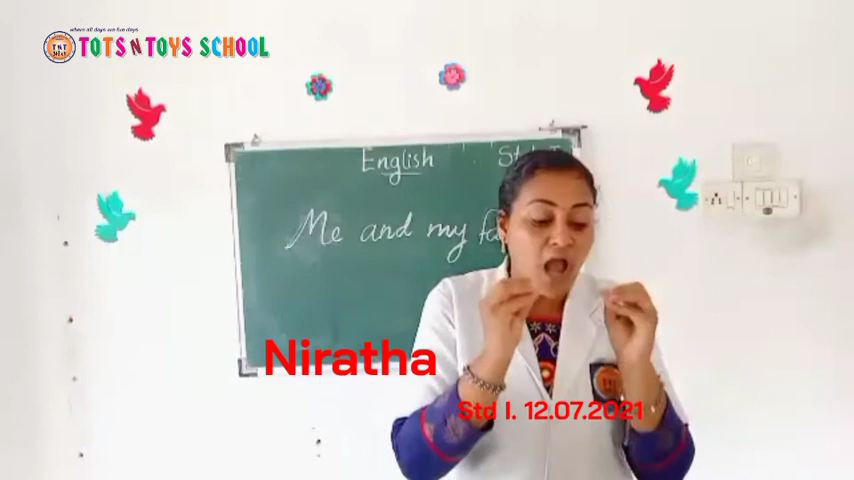 where all days are fun days
TOTS N TOYS SCHOOL
English
Me and my
Niratha
Std I. 12.07.2021